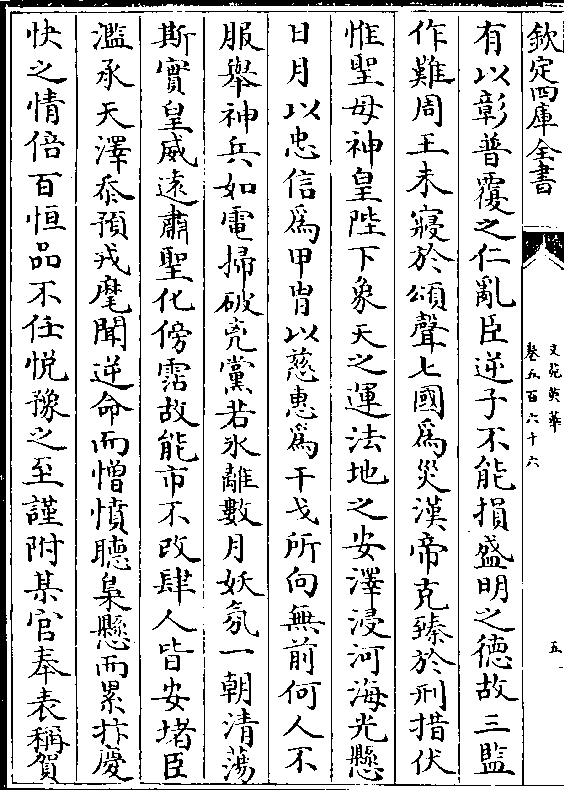 欽定四庫全書
文苑英華
卷五百六十六
五
有以彰普覆之仁亂臣逆子不能損盛明之德故三監
作難周王未寢於頌聲七國為災漢帝克臻於刑措伏
惟聖母神皇陛下象天之運法地之安澤浸河海光懸
日月以忠信爲甲胄以慈惠爲干戈所向無前何人不
服舉神兵如電掃破兇黨若氷離數月妖氛一朝清蕩
斯實皇威遠肅聖化傍霑故能市不改肆人皆安堵臣
濫承天澤忝預戎麾聞逆命而憎憤聽梟懸而累抃慶
快之情倍百恒品不任悅豫之至謹附某官奉表稱賀